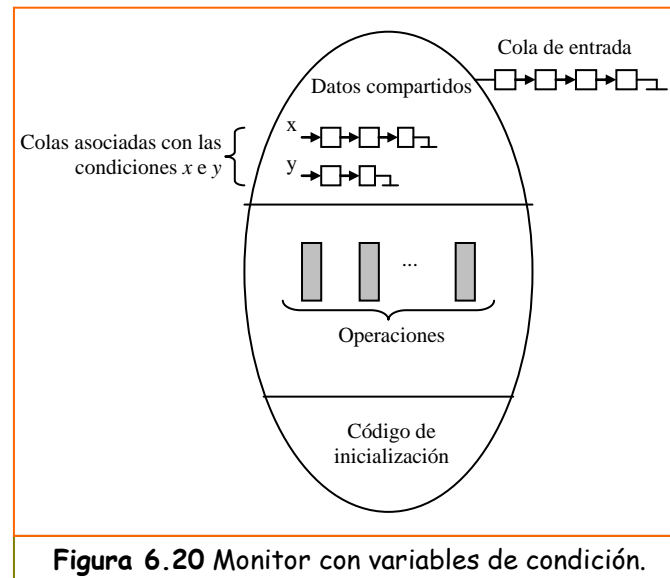 Cola de entrada
Datos compartidos
Colas asociadas con las
condiciones x e y
x
y
...
Operaciones
Código de
inicialización
Figura 6.20 Monitor con variables de condición.